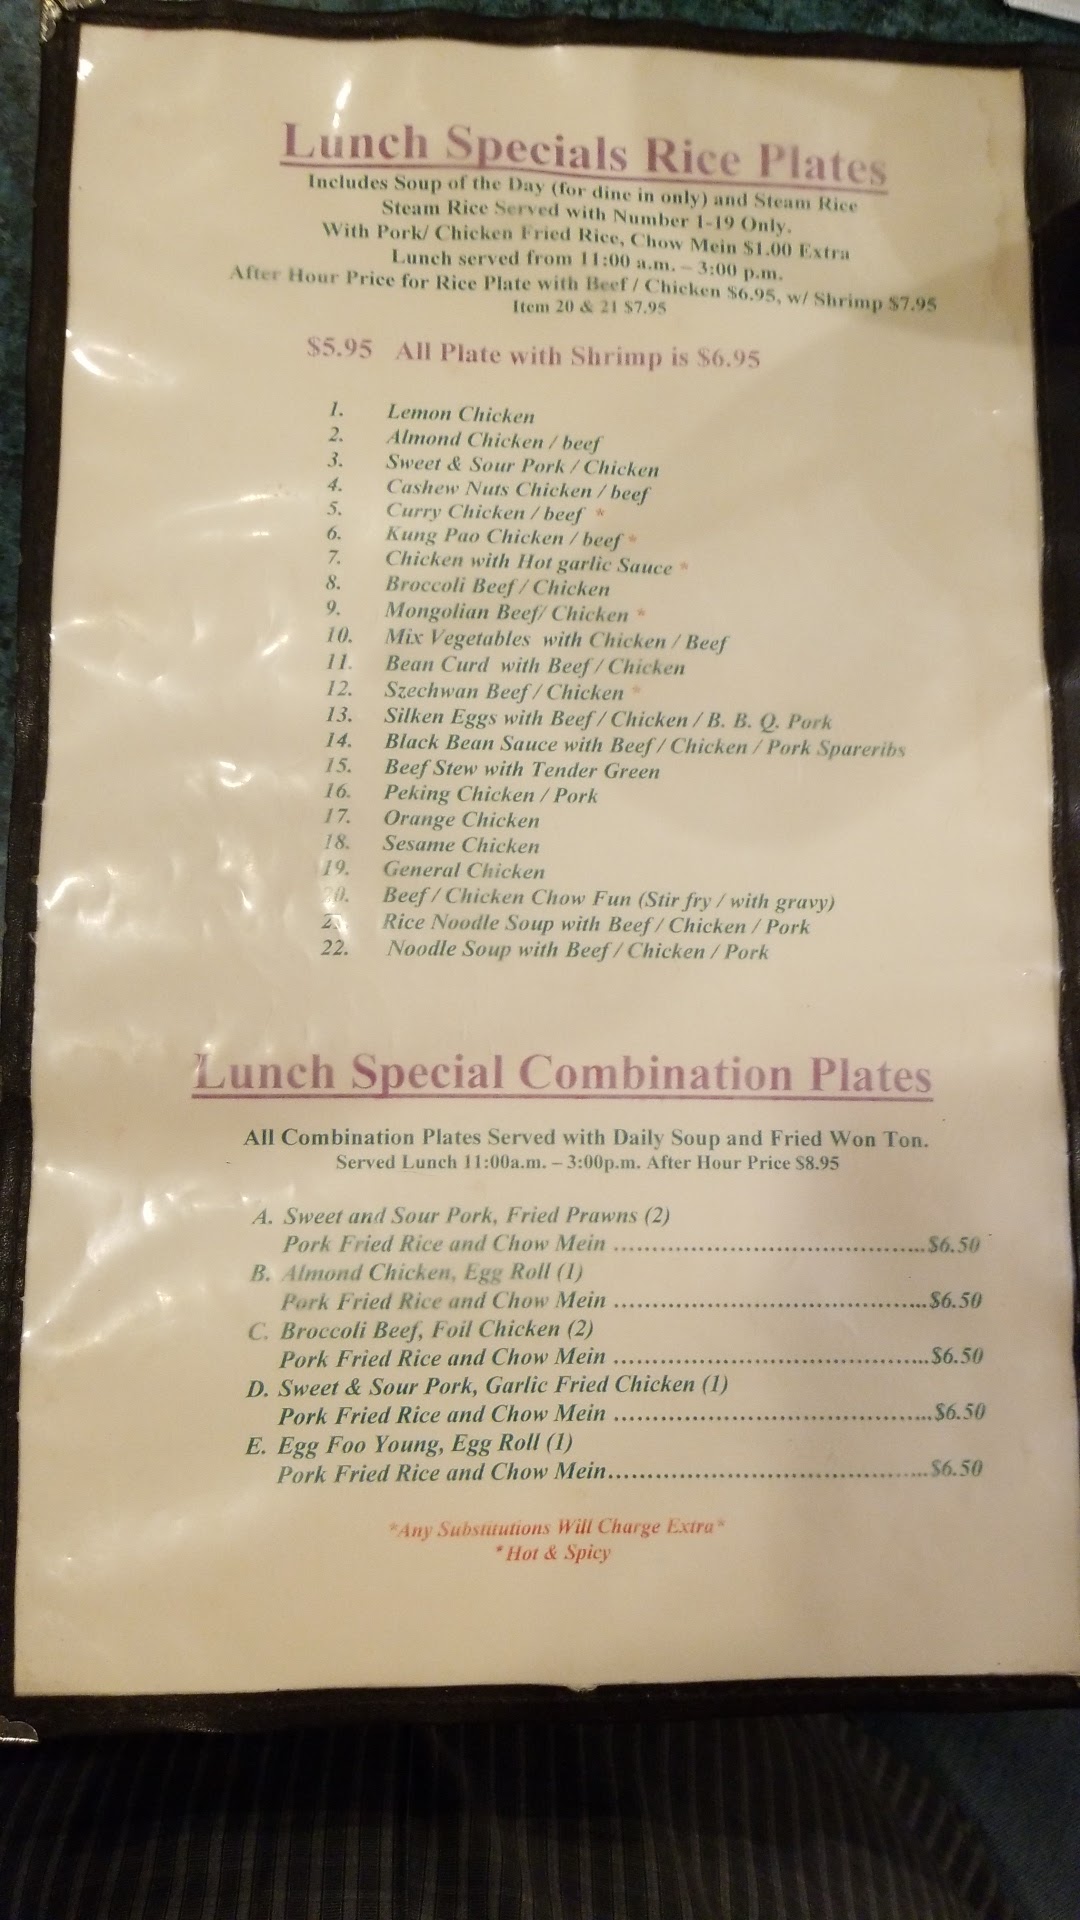 Lunch Specials Rice Plates
Includes Soup of the Day (for dine in only) and Steam Rice
Steam Rice Served with Number 1-19 Only.
With Pork/ Chicken Fried Rice, Chow Mein $1.00 Extra
Lunch served from 11:00 a.m. – 3:00 p.m.
After Hour Price for Rice Plate with Beef / Chicken $6.95, w/ Shrimp $7.95
Item 20 & 21 $7.95
$5.95 All Plate with Shrimp is $6.95
1. Lemon Chicken
2. Almond Chicken / beef
3. Sweet & Sour Pork / Chicken
4. Cashew Nuts Chicken / beef
5. Curry Chicken / beef *
6. Kung Pao Chicken / beef *
7. Chicken with Hot garlic Sauce *
8. Broccoli Beef / Chicken
9. Mongolian Beef/ Chicken *
10. Mix Vegetables with Chicken / Beef
11. Bean Curd with Beef / Chicken
12. Szechwan Beef / Chicken *
13. Silken Eggs with Beef / Chicken / B. B. Q. Pork
14. Black Bean Sauce with Beef / Chicken / Pork Spareribs
15. Beef Stew with Tender Green
16. Peking Chicken / Pork
17. Orange Chicken
18. Sesame Chicken
19. General Chicken
20. Beef / Chicken Chow Fun (Stir fry / with gravy)
Rice Noodle Soup with Beef / Chicken / Pork
22. Noodle Soup with Beef / Chicken / Pork
Lunch Special Combination Plates
All Combination Plates Served with Daily Soup and Fried Won Ton.
Served Lunch 11:00a.m. – 3:00p.m. After Hour Price $8.95
A. Sweet and Sour Pork, Fried Prawns (2)
Pork Fried Rice and Chow Mein ........................................ $6.50
B. Almond Chicken, Egg Roll (1)
Pork Fried Rice and Chow Mein ........................................ $6.50
C. Broccoli Beef, Foil Chicken (2)
Pork Fried Rice and Chow Mein ........................................ $6.50
D. Sweet & Sour Pork, Garlic Fried Chicken (1)
Pork Fried Rice and Chow Mein ........................................ $6.50
E. Egg Foo Young, Egg Roll (1)
Pork Fried Rice and Chow Mein........................................ $6.50
*Any Substitutions Will Charge Extra*
*Hot & Spicy